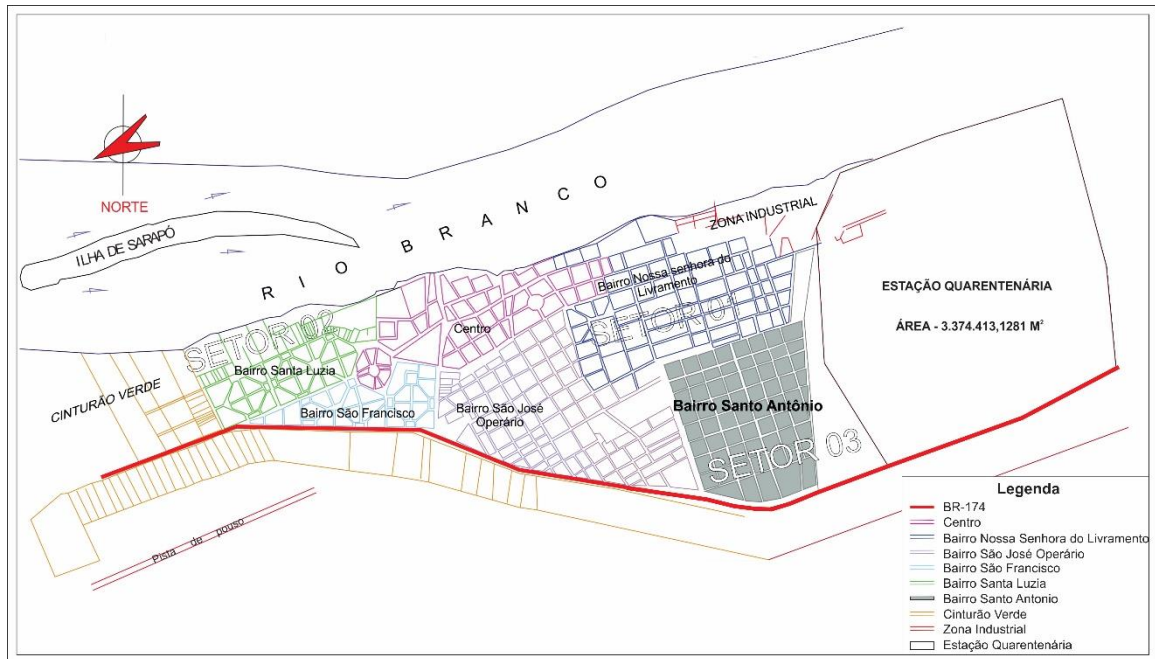 NORTE
ILHA DE SARAPÓ
RIO BRANCO
ZONA INDUSTRIAL
Bairro Nossa senhora do
Livramento
SETOR 01
ESTAÇÃO QUARENTENÁRIA
ÁREA - 3.374.413,1281 M²
SETOR 02
Centro
Bairro Santa Luzia
CINTURÃO VERDE
Bairro São Francisco
Bairro São José
Operário
Bairro Santo Antônio
SETOR 03
Pista de pouso
Legenda
BR-174
Centro
Bairro Nossa Senhora do Livramento
Bairro São José Operário
Bairro São Francisco
Bairro Santa Luzia
Bairro Santo Antonio
Cinturão Verde
Zona Industrial
Estação Quarentenária